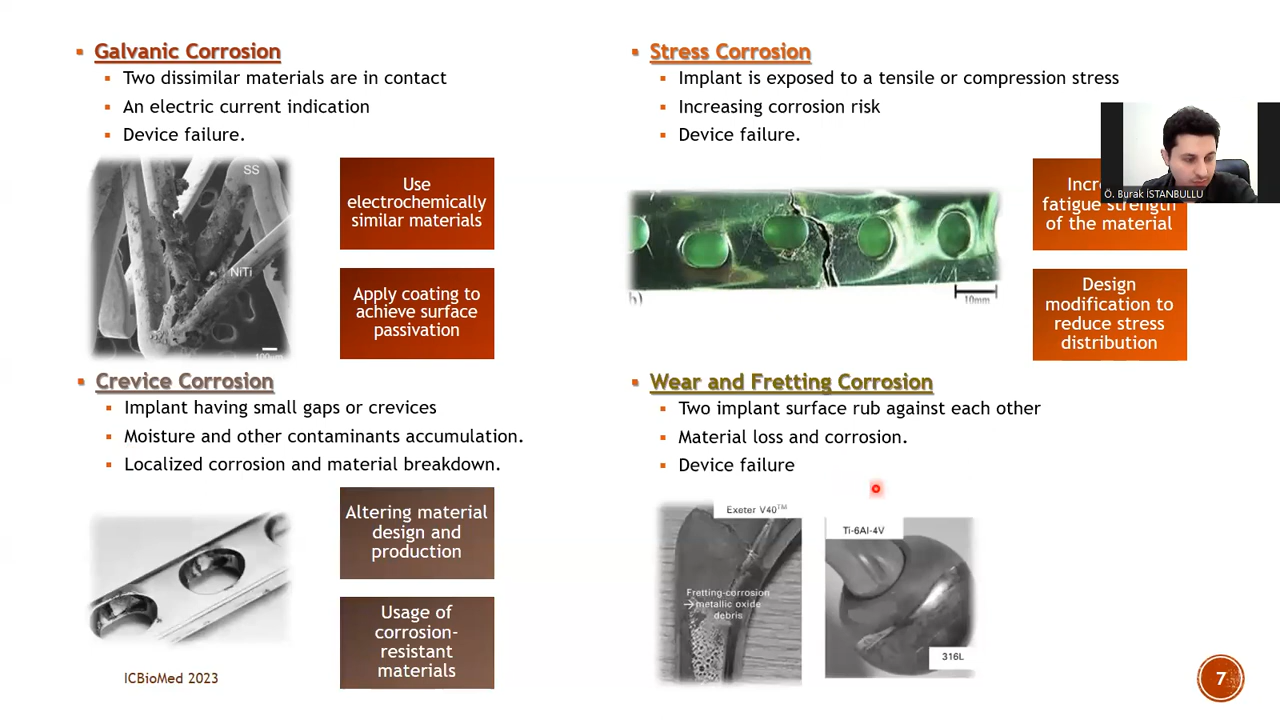 Galvanic Corrosion
Two dissimilar materials are in contact
An electric current indication
Device failure.
SS
NiTi
100µm
Use
electrochemically
similar materials
Apply coating to
achieve surface
passivation
Stress Corrosion
Implant is exposed to a tensile or compression stress
Increasing corrosion risk
Device failure.
b)
10mm
fatigue strength
of the material
Ö. Burak İSTANBULLU
Design
modification to
reduce stress
distribution
Crevice Corrosion
Implant having small gaps or crevices
Moisture and other contaminants accumulation.
Localized corrosion and material breakdown.
Altering material
design and
production
Usage of
corrosion-
resistant
materials
Wear and Fretting Corrosion
Two implant surface rub against each other
Material loss and corrosion.
Device failure
Exeter V40™
Fretting-corrosion
metallic oxide
debris
Ti-6Al-4V
316L
ICBioMed 2023
7